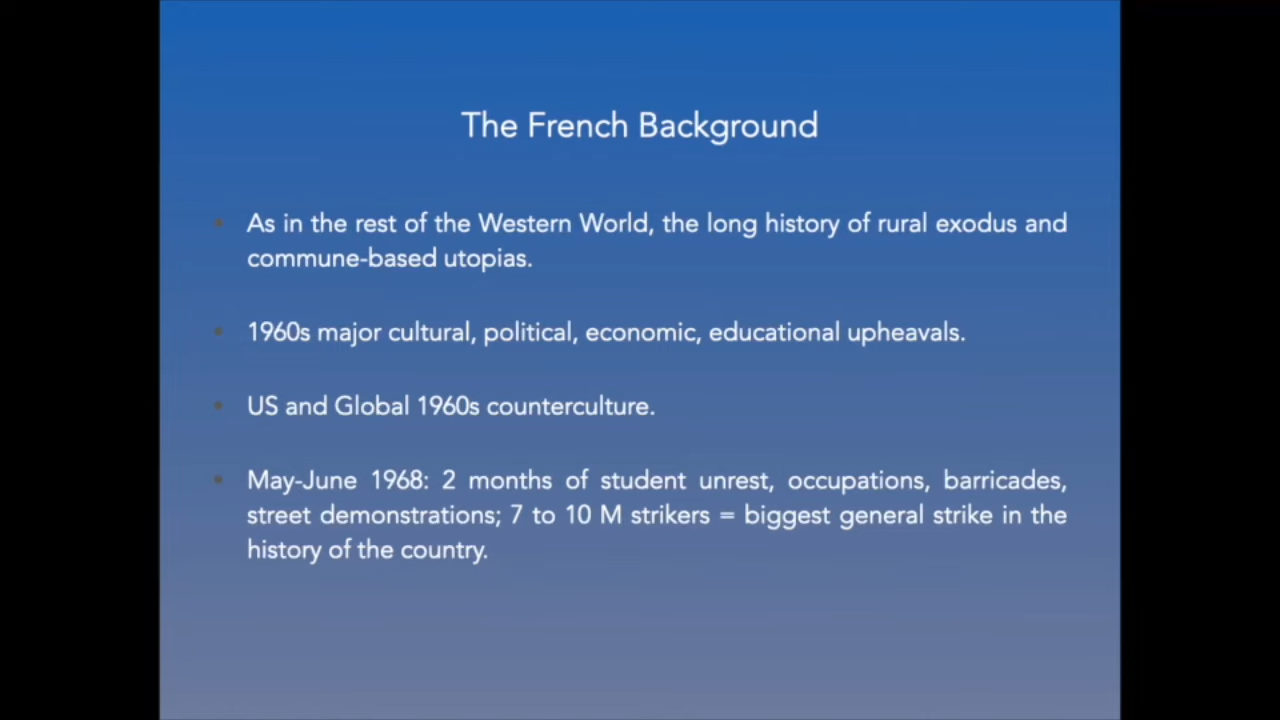 The French Background
• As in the rest of the Western World, the long history of rural exodus and
commune-based utopias.
• 1960s major cultural, political, economic, educational upheavals.
• US and Global 1960s counterculture.
• May-June 1968: 2 months of student unrest, occupations, barricades,
street demonstrations; 7 to 10 M strikers = biggest general strike in the
history of the country.